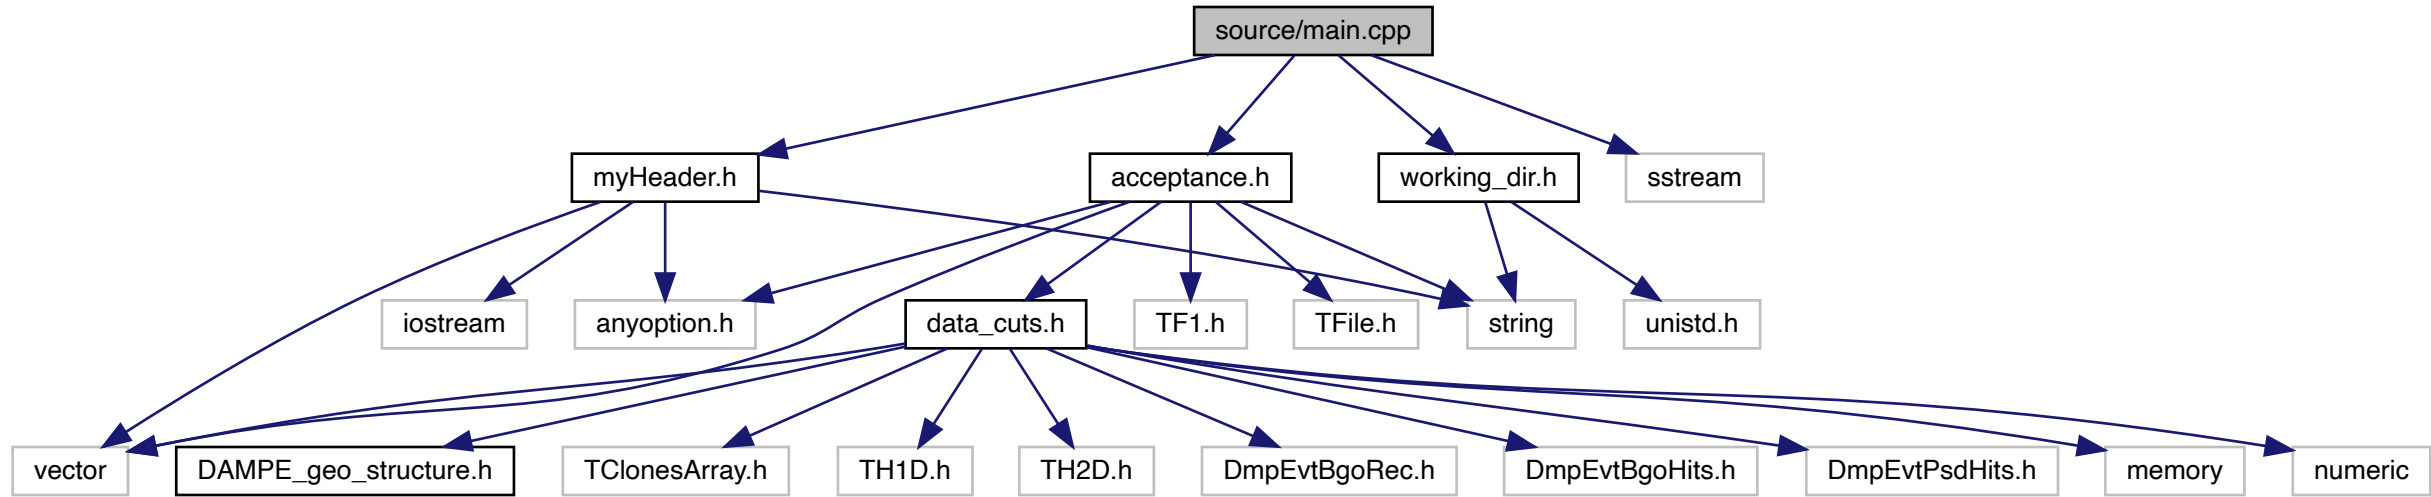 source/main.cpp
myHeader.h
acceptance.h
working_dir.h
sstream
iostream
anyoption.h
data_cuts.h
TF1.h
TFile.h
string
unistd.h
vector
DAMPE_geo_structure.h
TClonesArray.h
TH1D.h
TH2D.h
DmpEvtBgoRec.h
DmpEvtBgoHits.h
DmpEvtPsdHits.h
memory
numeric